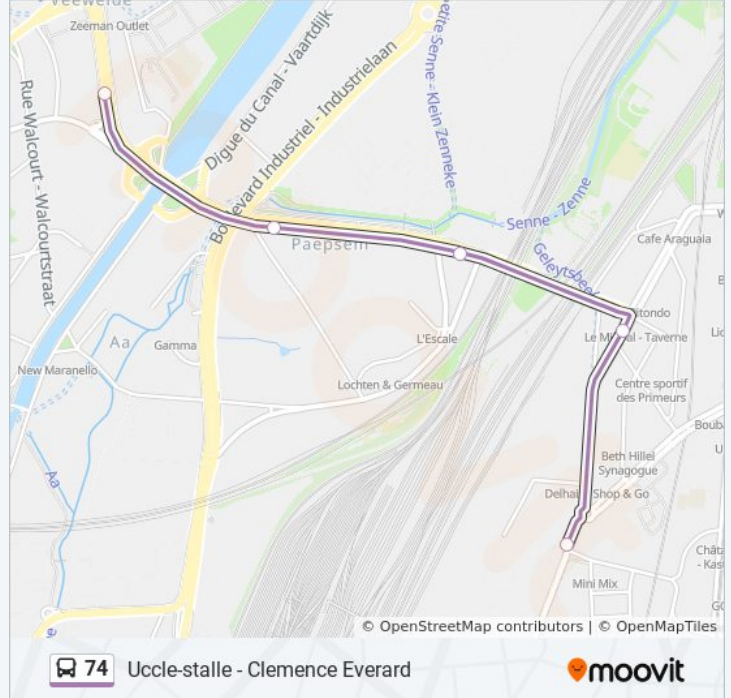 Veeweide
Zeeman Outlet
Rue Walcourt - Walcourtstraat
Digue du Canal - Vaartdijk
Boulevard Industriel - Industrielaan
Petite Senne - Klein Zenneke
Senne - Zenne
Geleytsbeek
Cafe Araguala
Paepsem
L'Escale
Le Mistral - Taverne
Aa
Gamma
New Maranello
Lochten & Germeau
Centre sportif
des Primeurs
Aa
Beth Hillel
Synagogue
Delhaize Shop & Go
Mini Mix
© OpenStreetMap contributors | © OpenMapTiles
74 Uccle-stalle - Clemence Everard
moovit